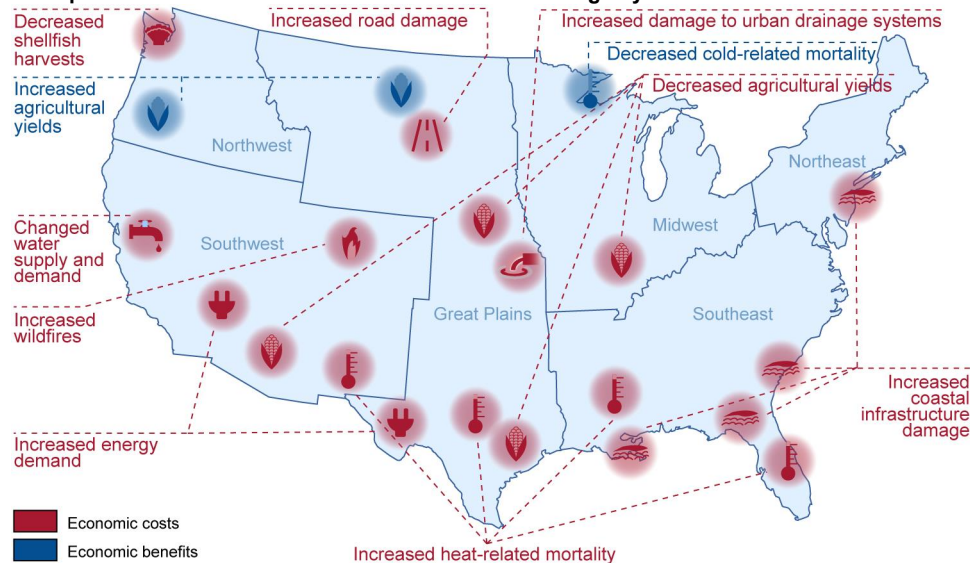 Decreased
shellfish
harvests
Increased road damage
Increased damage to urban drainage systems
Decreased cold-related mortality
Increased
agricultural
yields
Decreased agricultural yields
Northwest
Northeast
Changed
water
supply and
demand
Southwest
Midwest
Great Plains
Southeast
Increased
wildfires
Increased
coastal
infrastructure
damage
Increased energy
demand
Economic costs
Economic benefits
Increased heat-related mortality